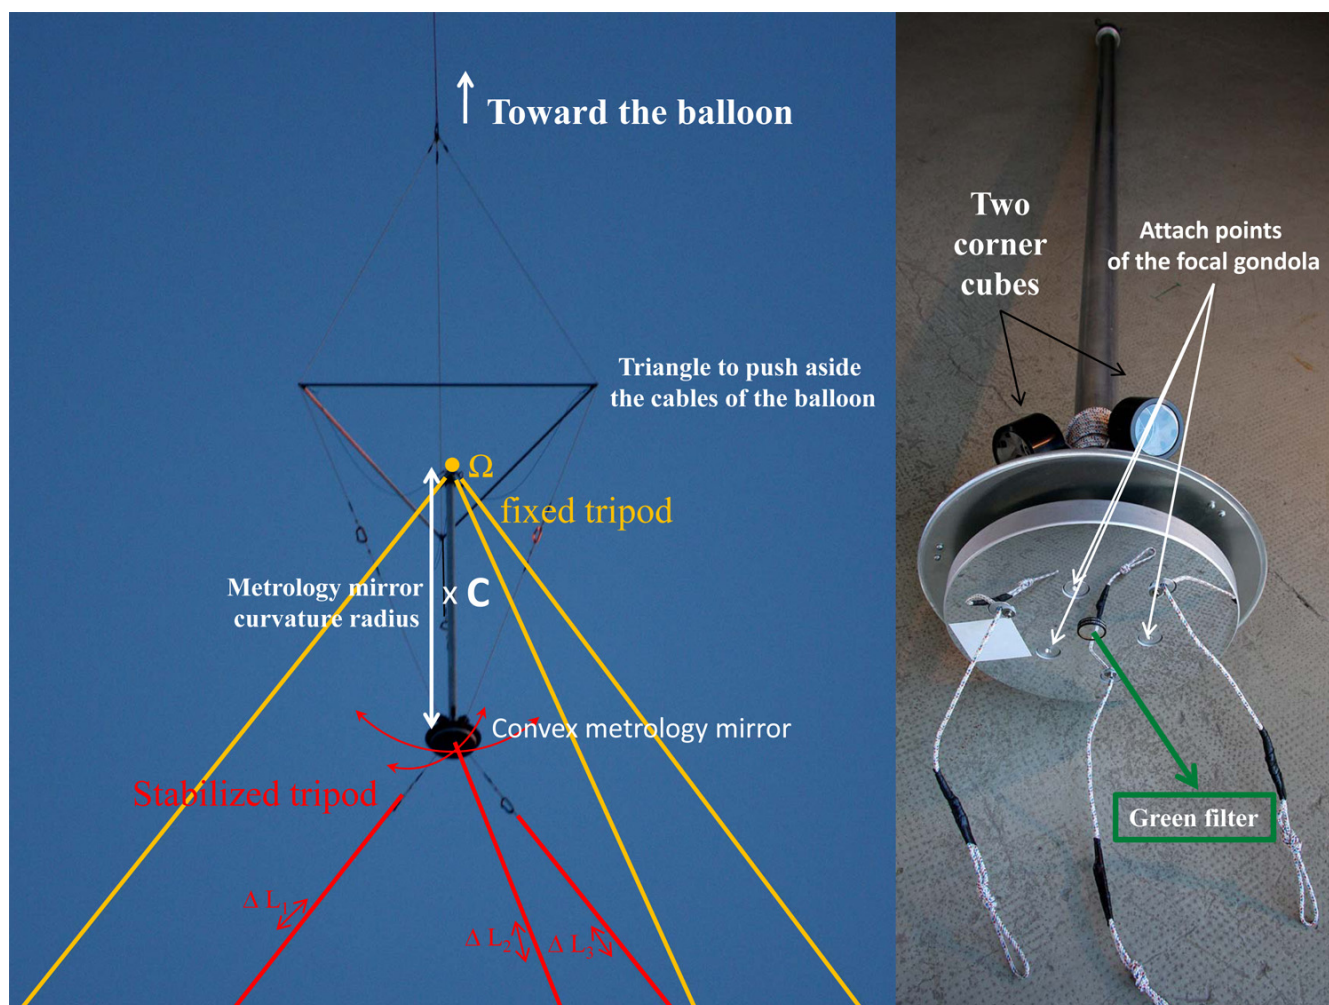 Toward the balloon
Triangle to push aside
the cables of the balloon
Ω
fixed tripod
Metrology mirror
curvature radius
x C
Convex metrology mirror
Stabilized tripod
Δ L₁
Δ L₂
Δ L₃
Two
corner
cubes
Attach points
of the focal gondola
Green filter